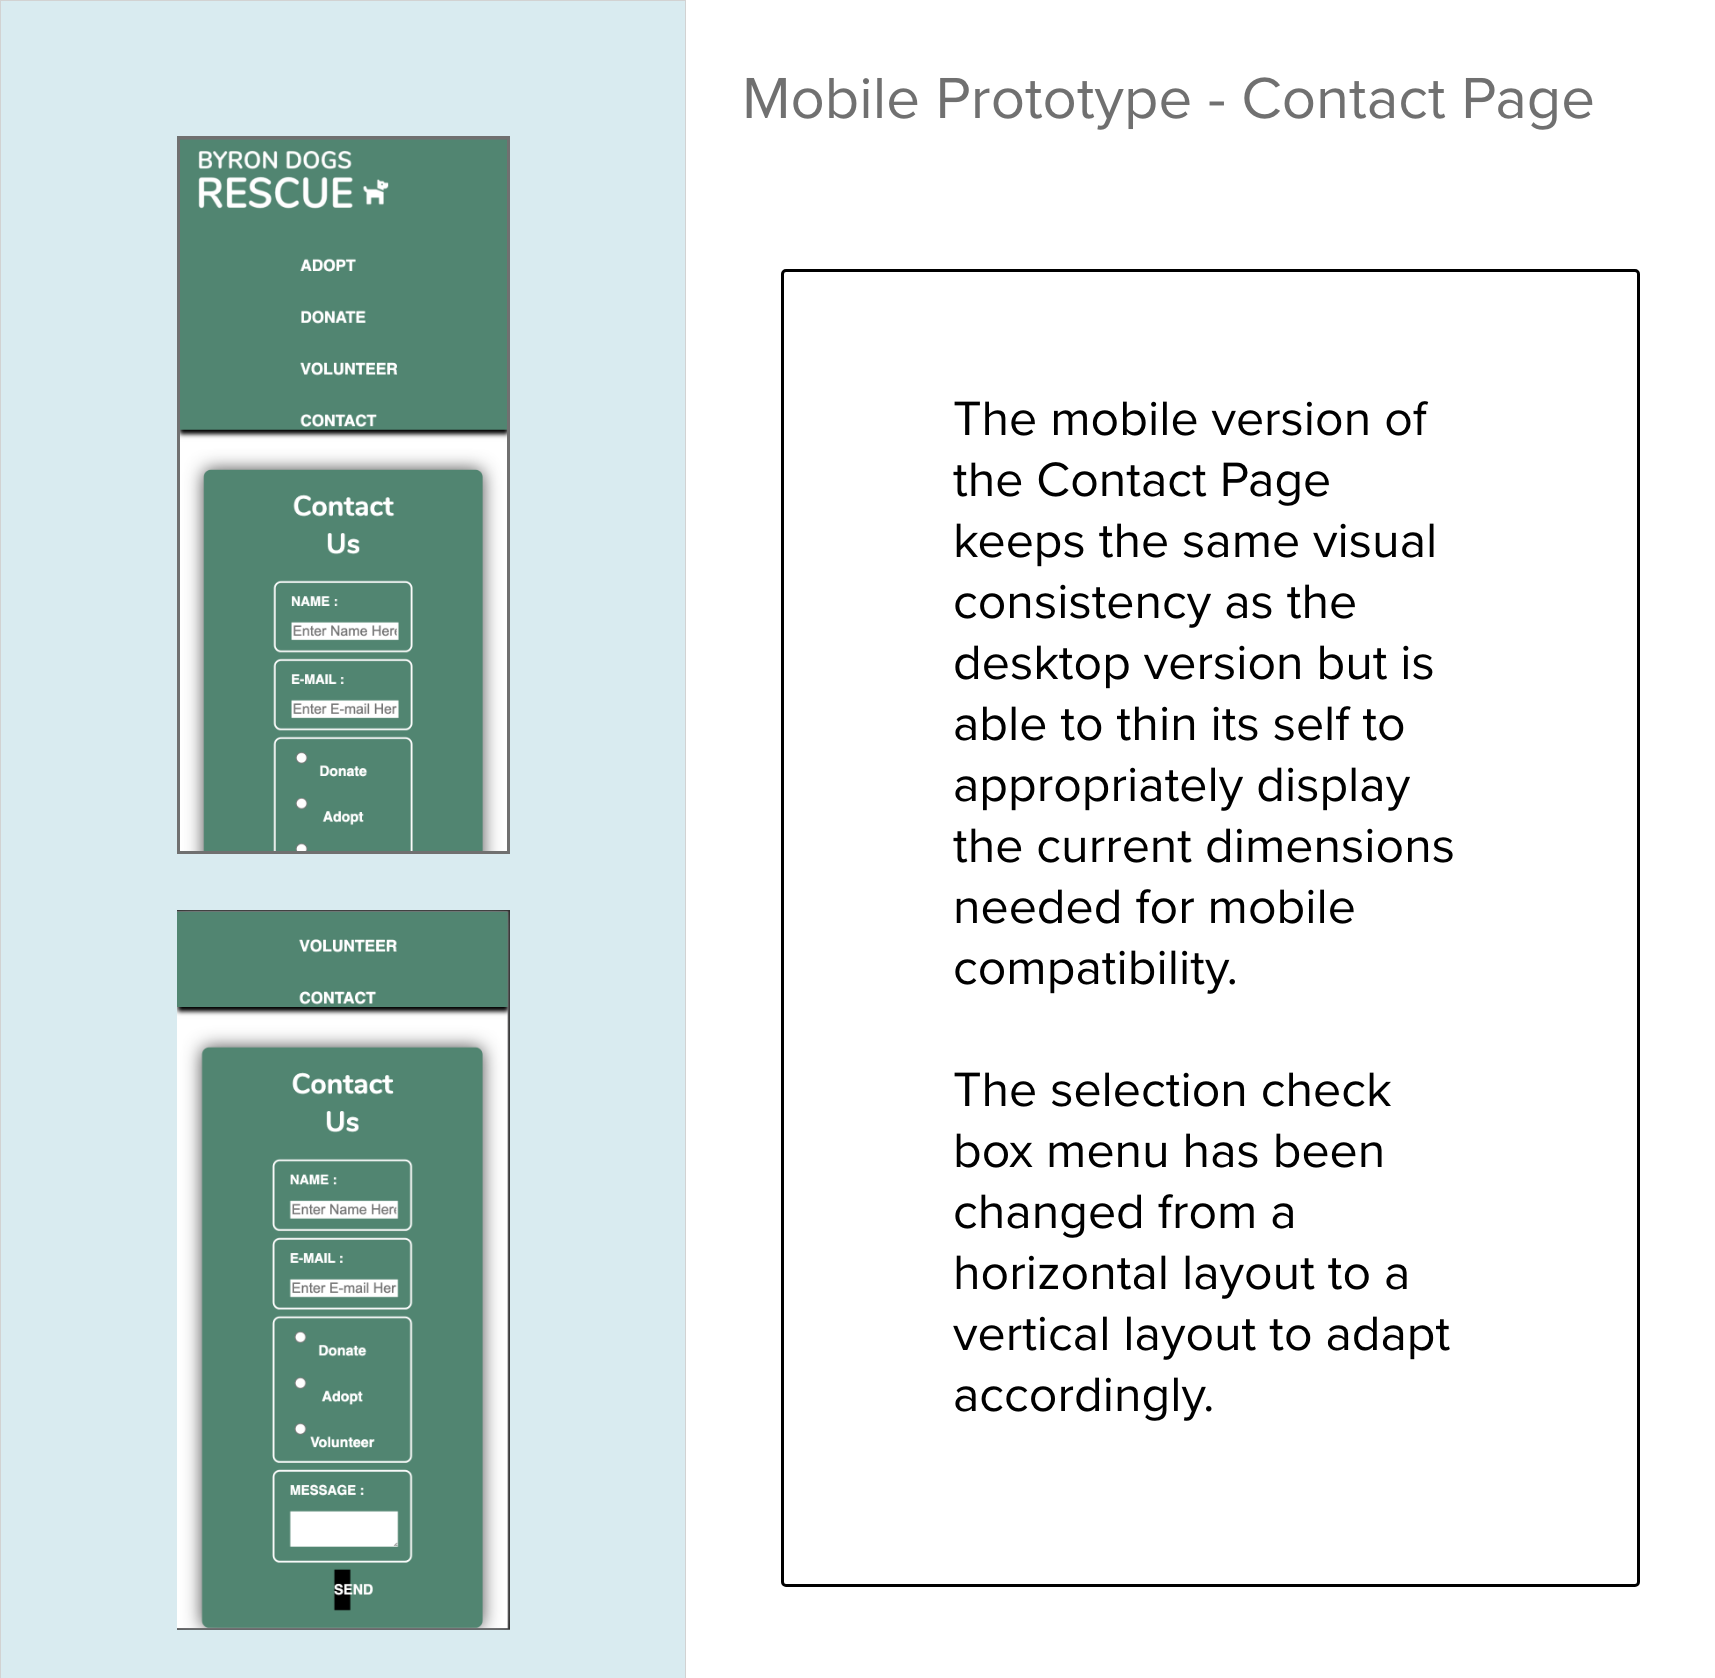 Mobile Prototype - Contact Page
BYRON DOGS
RESCUE
ADOPT
DONATE
VOLUNTEER
CONTACT
Contact
Us
NAME :
Enter Name Her
E-MAIL :
Enter E-mail Her
Donate
Adopt
VOLUNTEER
CONTACT
Contact
Us
NAME :
Enter Name Her
E-MAIL :
Enter E-mail Her
Donate
Adopt
Volunteer
MESSAGE :
SEND
The mobile version of
the Contact Page
keeps the same visual
consistency as the
desktop version but is
able to thin its self to
appropriately display
the current dimensions
needed for mobile
compatibility.
The selection check
box menu has been
changed from a
horizontal layout to a
vertical layout to adapt
accordingly.